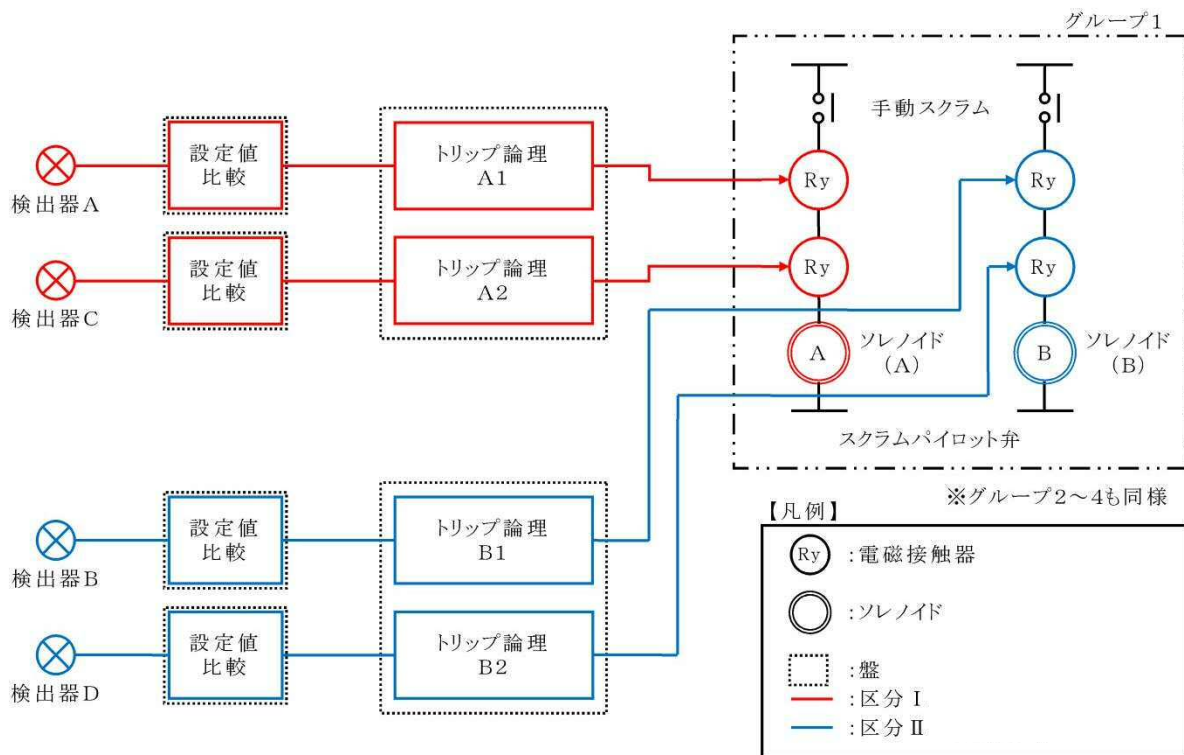 グループ1
手動スクラム
設定値
比較
トリップ論理
A1
Ry
Ry
検出器A
設定値
比較
トリップ論理
A2
Ry
Ry
検出器C
A
ソレノイド
(A)
B
ソレノイド
(B)
スクラムパイロット弁
設定値
比較
トリップ論理
B1
※グループ2～4も同様
検出器B
【凡例】
Ry
:電磁接触器
:ソレノイド
設定値
比較
トリップ論理
B2
検出器D
:盤
:区分Ⅰ
:区分Ⅱ